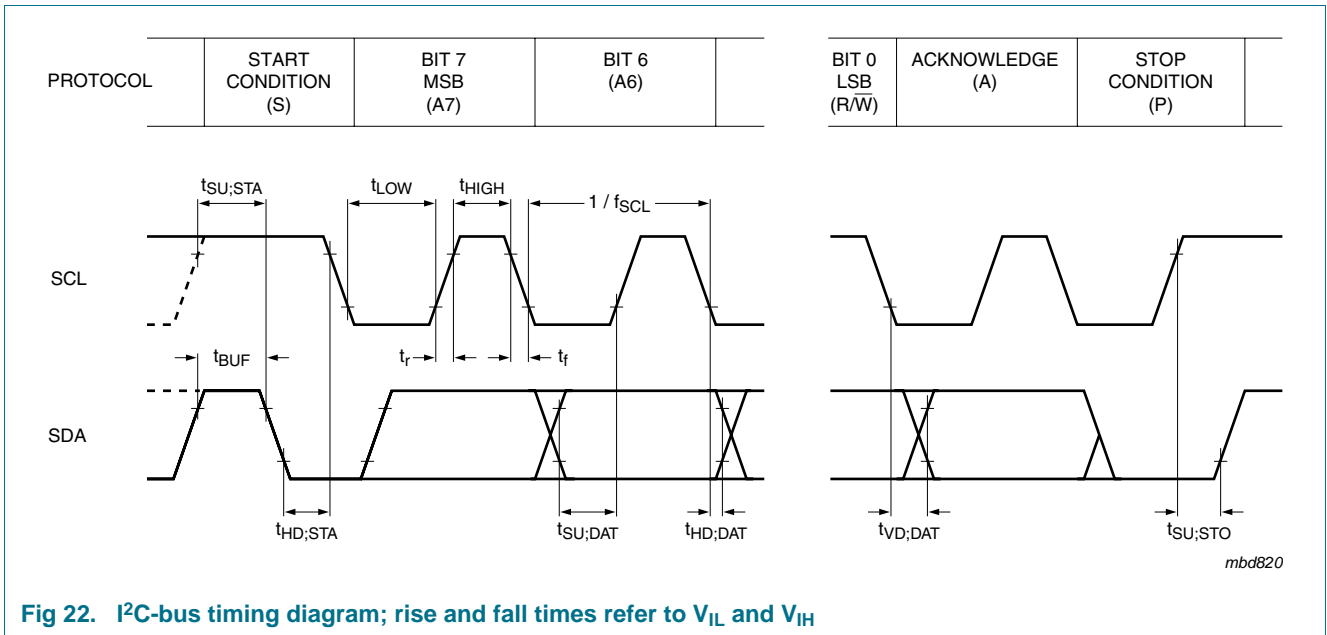 PROTOCOL
START
CONDITION
(S)
BIT 7
MSB
(A7)
BIT 6
(A6)
BIT 0
LSB
(R/W̅)
ACKNOWLEDGE
(A)
STOP
CONDITION
(P)
tSU;STA
tLOW
tHIGH
1 / fSCL
SCL
tBUF
tr
tf
SDA
tHD;STA
tSU;DAT
tHD;DAT
tVD;DAT
tSU;STO
mbd820
Fig 22. I²C-bus timing diagram; rise and fall times refer to VIL and VIH